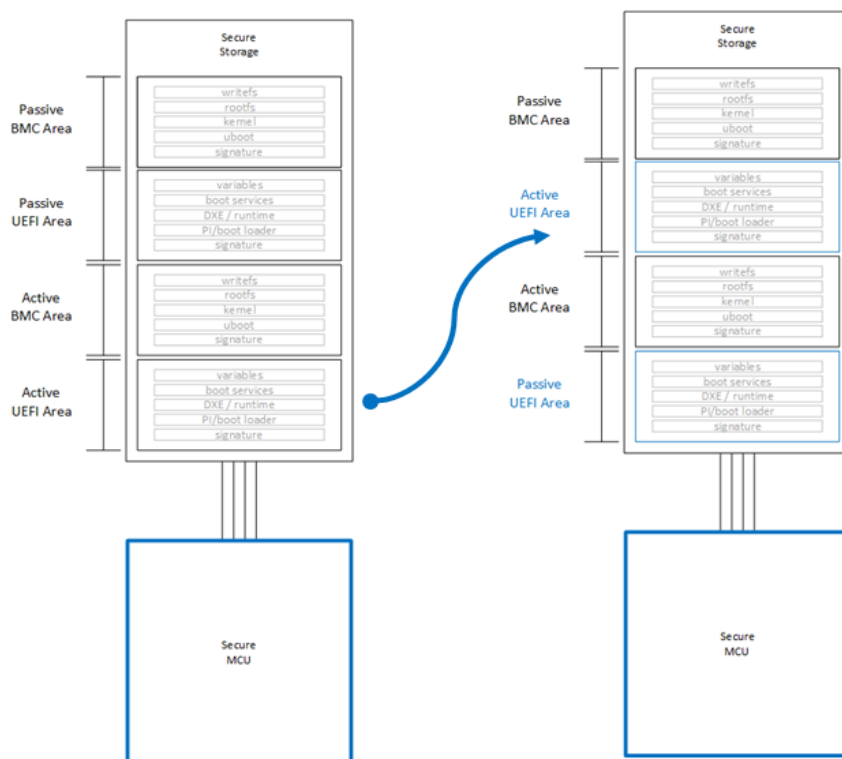 Secure
Storage
Passive
BMC Area
writefs
rootfs
kernel
uboot
signature
Passive
UEFI Area
variables
boot services
DXE / runtime
PI/boot loader
signature
Active
BMC Area
writefs
rootfs
kernel
uboot
signature
Active
UEFI Area
variables
boot services
DXE / runtime
PI/boot loader
signature
Secure
MCU
Secure
Storage
Passive
BMC Area
writefs
rootfs
kernel
uboot
signature
Active
UEFI Area
variables
boot services
DXE / runtime
PI/boot loader
signature
Active
BMC Area
writefs
rootfs
kernel
uboot
signature
Passive
UEFI Area
variables
boot services
DXE / runtime
PI/boot loader
signature
Secure
MCU